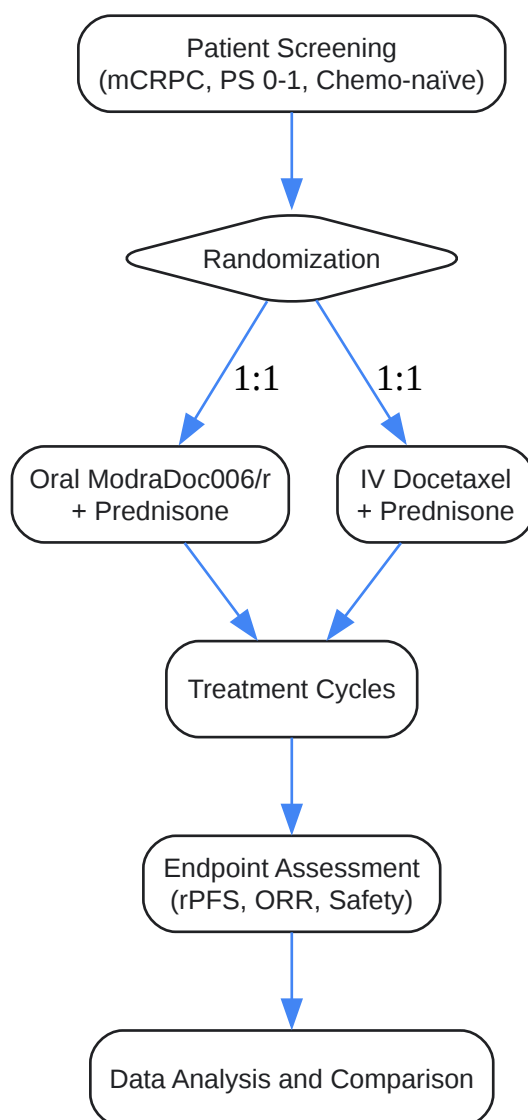 Patient Screening
(mCRPC, PS 0-1, Chemo-naïve)
Randomization
1:1
1:1
Oral ModraDoc006/r
+ Prednisone
IV Docetaxel
+ Prednisone
Treatment Cycles
Endpoint Assessment
(rPFS, ORR, Safety)
Data Analysis and Comparison